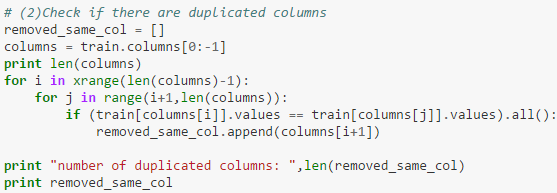 # (2)Check if there are duplicated columns
removed_same_col = []
columns = train.columns[0:-1]
print len(columns)
for i in xrange(len(columns)-1):
    for j in range(i+1,len(columns)):
        if (train[columns[i]].values == train[columns[j]].values).all():
            removed_same_col.append(columns[i+1])

print "number of duplicated columns: ",len(removed_same_col)
print removed_same_col